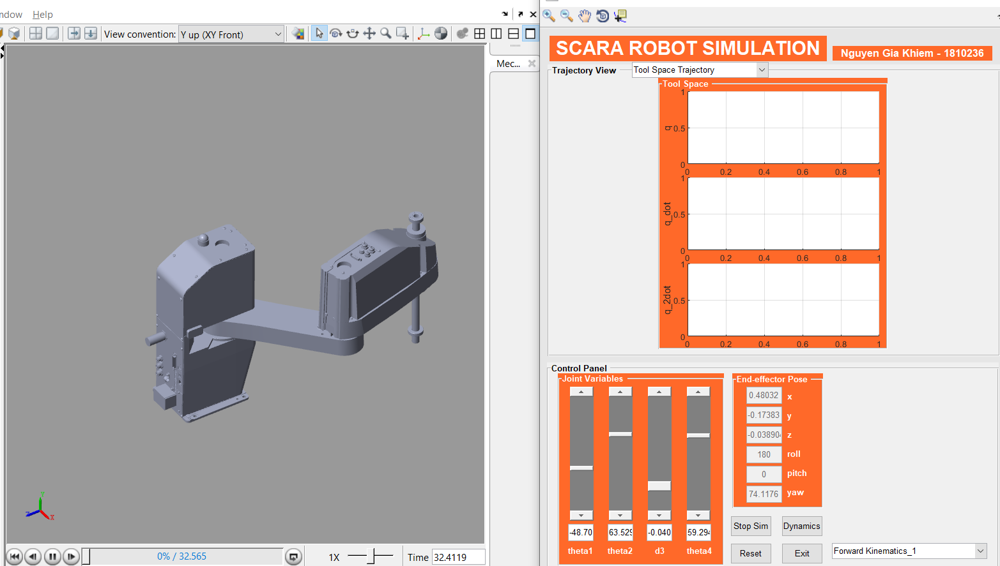 ndow Help
View convention: Y up (XY Front)
Mec...
SCARA ROBOT SIMULATION
Nguyen Gia Khiem - 1810236
Trajectory View
Tool Space Trajectory
Tool Space
1
q
0.5
0
0 0.2 0.4 0.6 0.8 1
1
q_dot
0.5
0
0 0.2 0.4 0.6 0.8 1
1
q_2dot
0.5
0
0 0.2 0.4 0.6 0.8 1
Control Panel
Joint Variables
-48.70 63.529 -0.040 59.294
theta1 theta2 d3 theta4
End-effector Pose
0.48032 x
-0.17383 y
-0.03890 z
180 roll
0 pitch
74.1176 yaw
Stop Sim Dynamics
Reset Exit
Forward Kinematics_1
Y
Z
X
0% / 32.565
1X
Time 32.4119